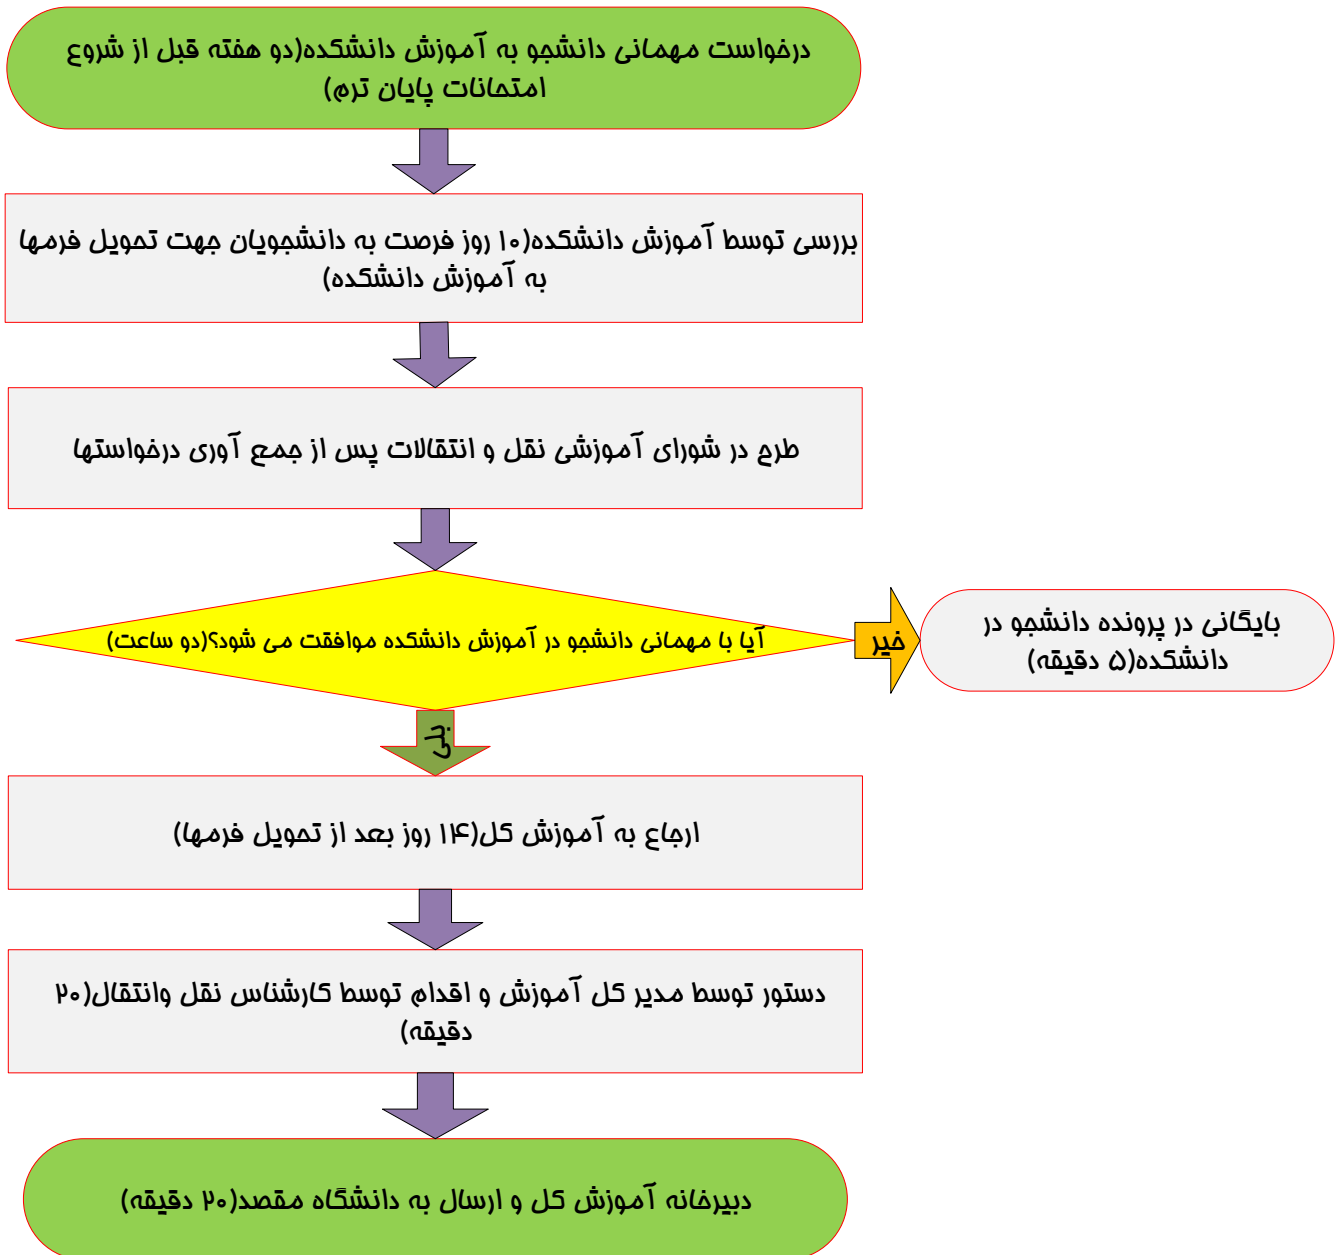 درخواست مهمانی دانشجو به آموزش دانشکده(دو هفته قبل از شروع
امتحانات پایان ترم)
بررسی توسط آموزش دانشکده(۱۰ روز فرصت به دانشجویان جهت تحویل فرمها
به آموزش دانشکده)
طرح در شورای آموزشی نقل و انتقالات پس از جمع آوری درخواستها
آیا با مهمانی دانشجو در آموزش دانشکده موافقت می شود؟(دو ساعت)
خیر
بایگانی در پرونده دانشجو در
دانشکده(۵ دقیقه)
بلی
ارجاع به آموزش کل(۱۴ روز بعد از تحویل فرمها)
دستور توسط مدیر کل آموزش و اقدام توسط کارشناس نقل وانتقال(۲۰
دقیقه)
دبیرخانه آموزش کل و ارسال به دانشگاه مقصد(۲۰ دقیقه)